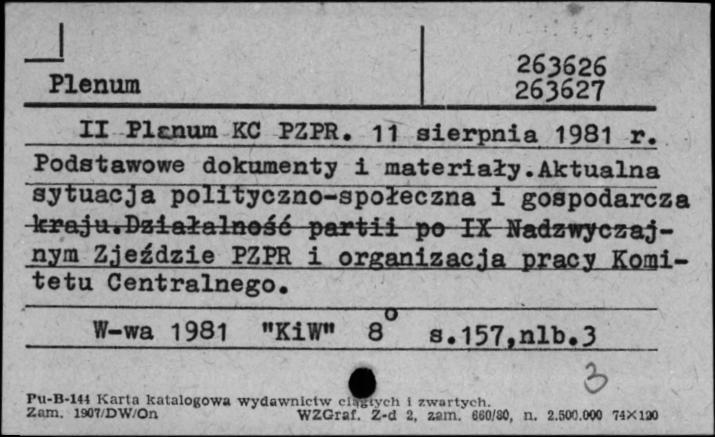 263626
Plenum 263627
II Plenum KC PZPR. 11 sierpnia 1981 r.
Podstawowe dokumenty i materiały.Aktualna
sytuacja polityczno-społeczna i gospodarcza
kraju.Działalność partii po IX Nadzwyczaj-
nym Zjeździe PZPR i organizacja pracy Komi-
tetu Centralnego.
W-wa 1981 "KiW" 8° s.157,nlb.3
3
Pu-B-144 Karta katalogowa wydawnictw ciągłych i zwartych.
Zam. 1907/DW/On WZGraf. Z-d 2, zam. 660/80, n. 2.500.000 74×120